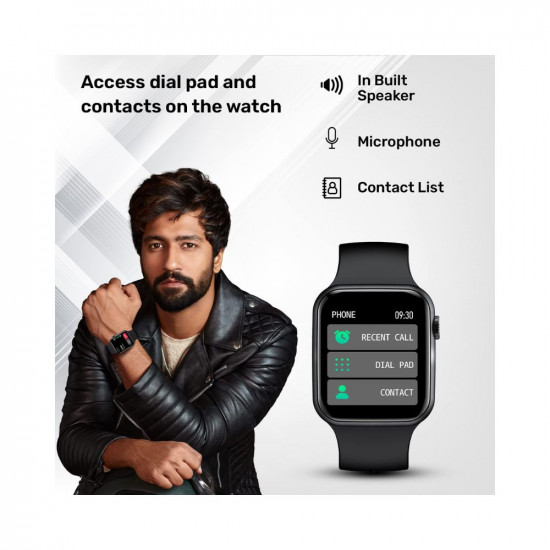 Access dial pad and
contacts on the watch
In Built
Speaker
Microphone
Contact List
PHONE 09:30
RECENT CALL
DIAL PAD
CONTACT